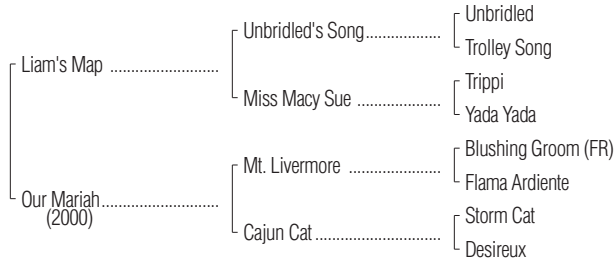 Unbridled
Unbridled's Song
Trolley Song
Liam's Map
Trippi
Miss Macy Sue
Yada Yada
Blushing Groom (FR)
Mt. Livermore
Flama Ardiente
Our Mariah
(2000)
Storm Cat
Cajun Cat
Desireux